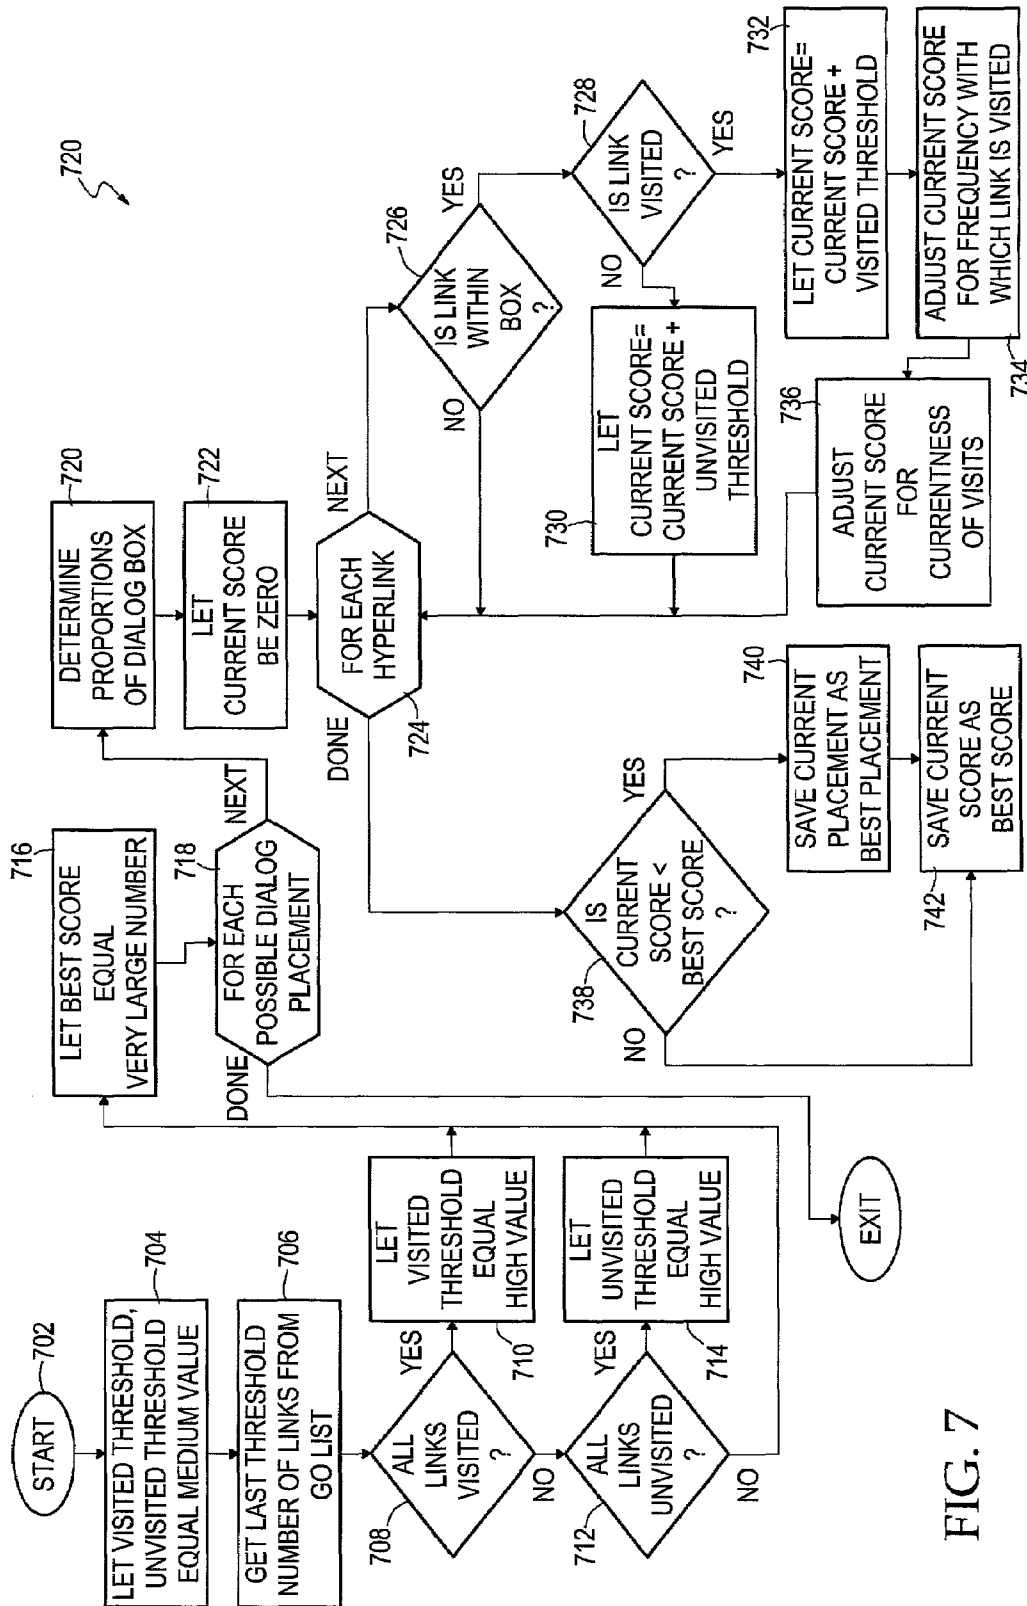 START
702
LET VISITED THRESHOLD,
UNVISITED THRESHOLD
EQUAL MEDIUM VALUE
704
GET LAST THRESHOLD
NUMBER OF LINKS FROM
GO LIST
706
ALL
LINKS
VISITED
?
708
YES
NO
LET
VISITED
THRESHOLD
EQUAL
HIGH VALUE
710
ALL
LINKS
UNVISITED
?
712
YES
NO
LET
UNVISITED
THRESHOLD
EQUAL
HIGH VALUE
714
LET BEST SCORE
EQUAL
VERY LARGE NUMBER
716
FOR EACH
POSSIBLE DIALOG
PLACEMENT
718
DONE
NEXT
EXIT
DETERMINE
PROPORTIONS
OF DIALOG BOX
720
LET
CURRENT SCORE
BE ZERO
722
FOR EACH
HYPERLINK
724
DONE
NEXT
IS LINK
WITHIN
BOX
?
726
NO
YES
IS LINK
VISITED
?
728
NO
YES
LET
CURRENT SCORE=
CURRENT SCORE +
UNVISITED
THRESHOLD
730
LET CURRENT SCORE=
CURRENT SCORE +
VISITED THRESHOLD
732
ADJUST CURRENT SCORE
FOR FREQUENCY WITH
WHICH LINK IS VISITED
734
ADJUST
CURRENT SCORE
FOR
CURRENTNESS
OF VISITS
736
IS
CURRENT
SCORE <
BEST SCORE
?
738
NO
YES
SAVE CURRENT
PLACEMENT AS
BEST PLACEMENT
740
SAVE CURRENT
SCORE AS
BEST SCORE
742
720
FIG. 7